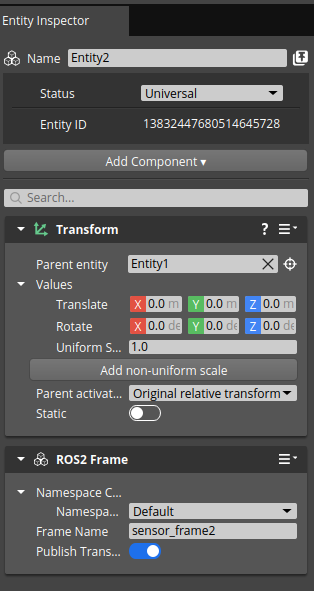 Entity Inspector
Name Entity2
Status Universal
Entity ID 13832447680514645728
Add Component
Search...
Transform ?
Parent entity Entity1
Values
Translate X 0.0 m Y 0.0 m Z 0.0 m
Rotate X 0.0 de Y 0.0 de Z 0.0 de
Uniform S... 1.0
Add non-uniform scale
Parent activat... Original relative transform
Static
ROS2 Frame
Namespace C...
Namespa... Default
Frame Name sensor_frame2
Publish Trans...